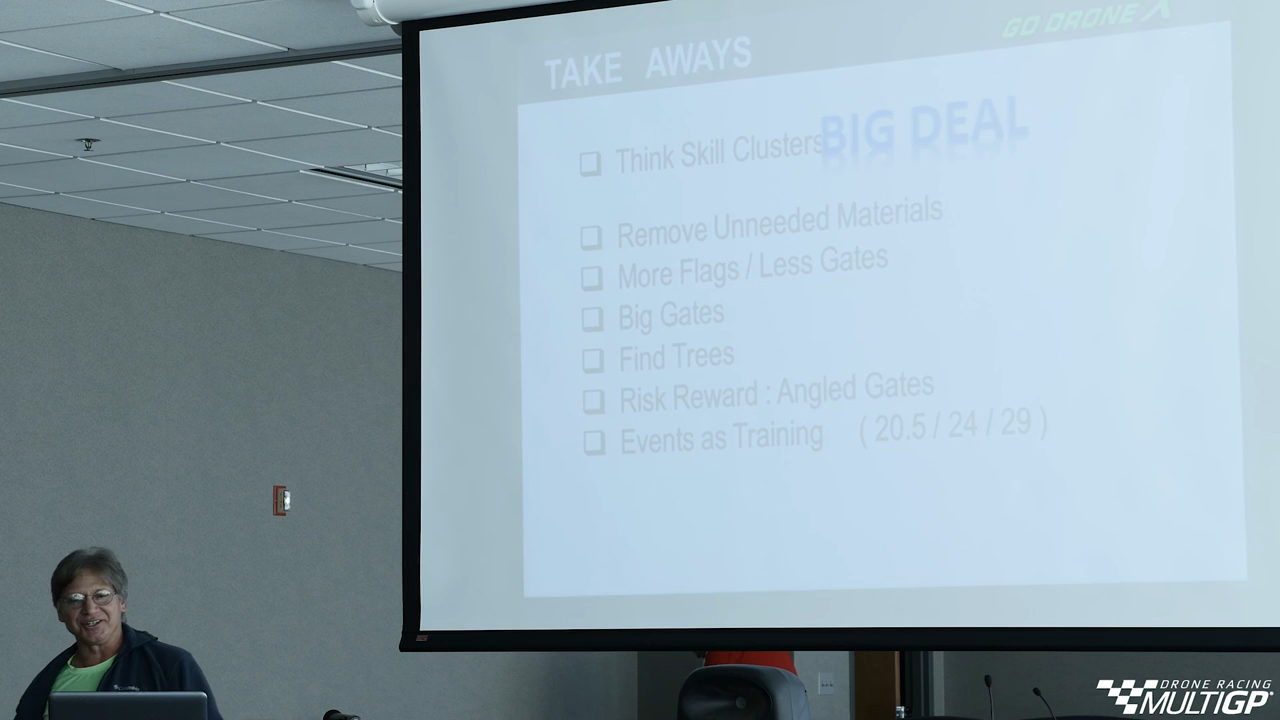 GO DRONE X
TAKE AWAYS
Think Skill Clusters BIG DEAL
Remove Unneeded Materials
More Flags / Less Gates
Big Gates
Find Trees
Risk Reward : Angled Gates
Events as Training ( 20.5 / 24 / 29 )
DRONE RACING
MULTIGP